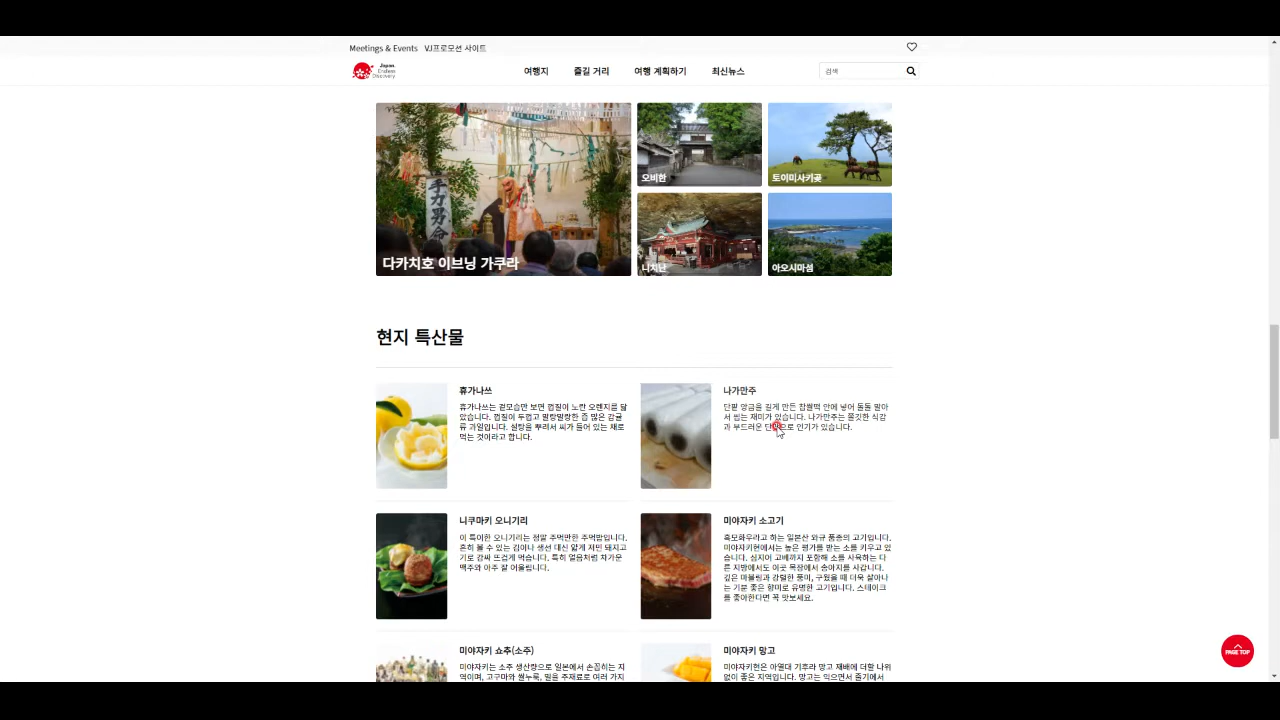 Meetings & Events VJ프로모션 사이트
Japan.
Endless
Discovery.
여행지 즐길 거리 여행 계획하기 최신뉴스
검색
手力男命
다카치호 이브닝 가쿠라
오비한
토이미사키곶
니치난
아오시마섬
현지 특산물
휴가나쓰
휴가나쓰는 겉모습만 보면 껍질이 노란 오렌지를 닮
았습니다. 껍질이 두껍고 말랑말랑한 즙 많은 감귤
류 과일입니다. 설탕을 뿌려서 씨가 들어 있는 채로
먹는 것이라고 합니다.
나가만주
단팥 앙금을 길게 만든 찹쌀떡 안에 넣어 돌돌 말아
서 씹는 재미가 있습니다. 나가만주는 쫄깃한 식감
과 부드러운 단맛으로 인기가 있습니다.
니쿠마키 오니기리
이 특이한 오니기리는 정말 주먹만한 주먹밥입니다.
흔히 볼 수 있는 김이나 생선 대신 얇게 저민 돼지고
기로 감싸 뜨겁게 먹습니다. 특히 얼음처럼 차가운
맥주와 아주 잘 어울립니다.
미야자키 소고기
흑모화우라고 하는 일본산 와규 품종의 고기입니다.
미야자키현에서는 높은 평가를 받는 소를 키우고 있
습니다. 심지어 고베까지 포함해 소를 사육하는 다
른 지방에서도 이곳 목장에서 송아지를 사갑니다.
깊은 마블링과 강렬한 풍미, 구웠을 때 더욱 살아나
는 기분 좋은 향미로 유명한 고기입니다. 스테이크
를 좋아한다면 꼭 맛보세요.
미야자키 쇼추(소주)
미야자키는 소주 생산량으로 일본에서 손꼽히는 지
역이며, 고구마와 쌀누룩, 밀을 주재료로 여러 가지
미야자키 망고
미야자키현은 아열대 기후라 망고 재배에 더할 나위
없이 좋은 지역입니다. 망고는 익으면서 줄기에서
PAGE TOP